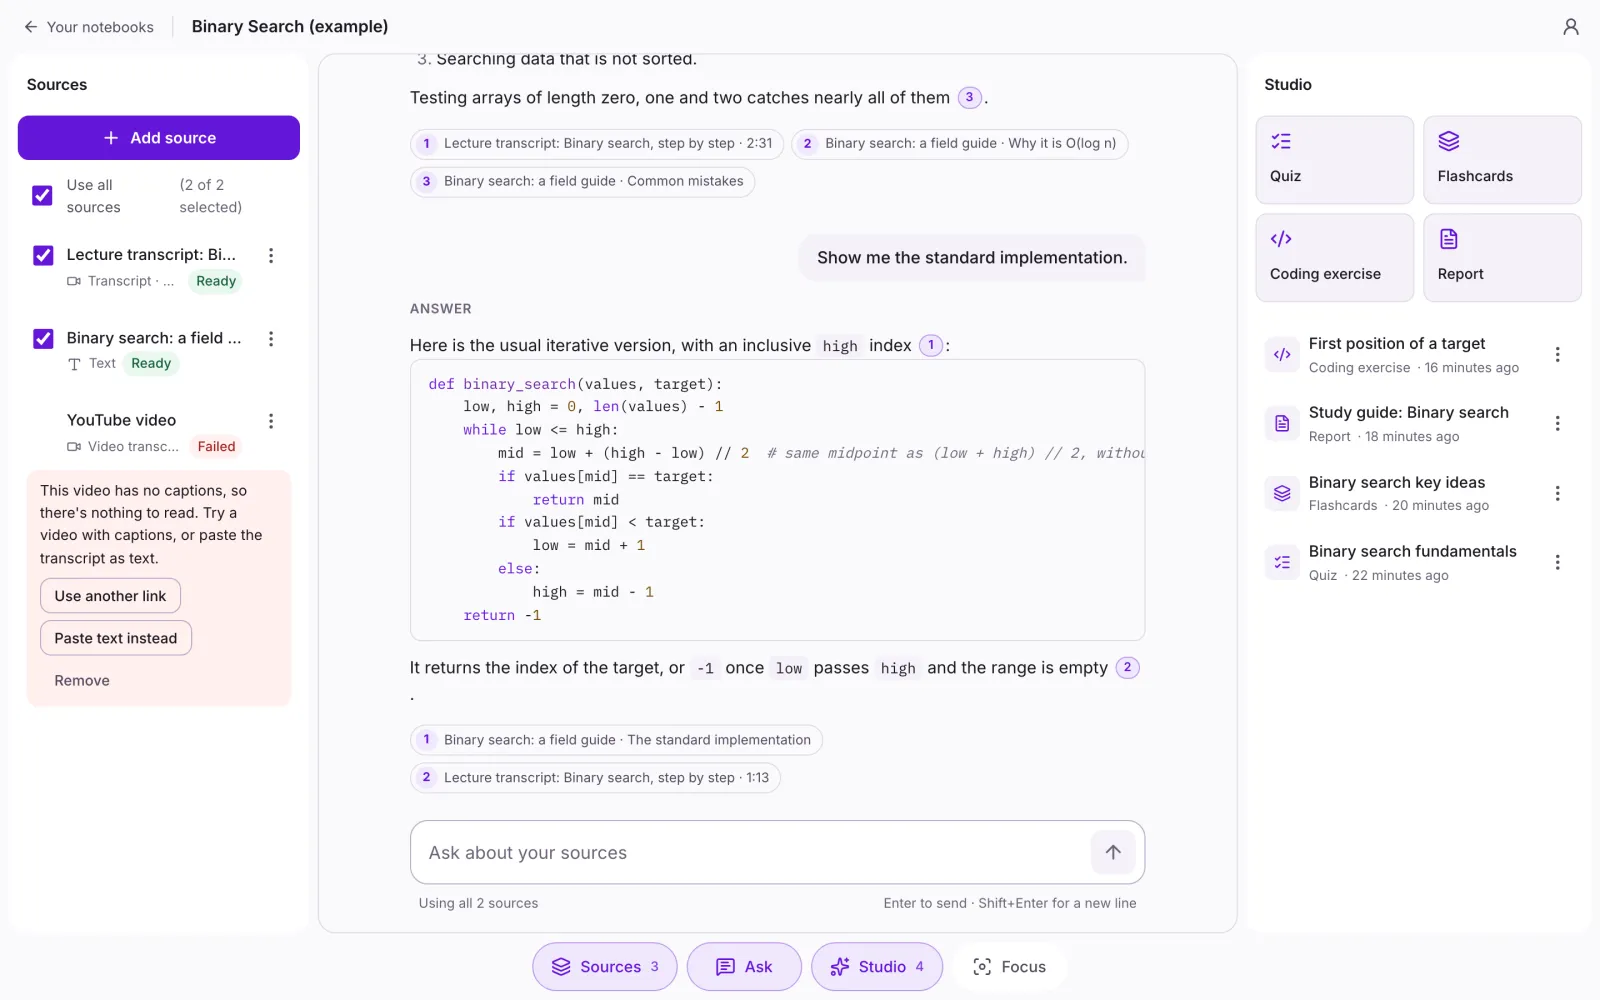 Your notebooks
Binary Search (example)
Sources
Add source
Use all sources
(2 of 2 selected)
Lecture transcript: Bi...
Transcript · ...
Ready
Binary search: a field ...
Text
Ready
YouTube video
Video transc...
Failed
This video has no captions, so
there's nothing to read. Try a
video with captions, or paste the
transcript as text.
Use another link
Paste text instead
Remove
3. Searching data that is not sorted.
Testing arrays of length zero, one and two catches nearly all of them 3.
1 Lecture transcript: Binary search, step by step · 2:31
2 Binary search: a field guide · Why it is O(log n)
3 Binary search: a field guide · Common mistakes
Show me the standard implementation.
ANSWER
Here is the usual iterative version, with an inclusive high index 1:
def binary_search(values, target):
    low, high = 0, len(values) - 1
    while low <= high:
        mid = low + (high - low) // 2  # same midpoint as (low + high) // 2,
        if values[mid] == target:
            return mid
        if values[mid] < target:
            low = mid + 1
        else:
            high = mid - 1
    return -1
It returns the index of the target, or -1 once low passes high and the range is empty 2
.
1 Binary search: a field guide · The standard implementation
2 Lecture transcript: Binary search, step by step · 1:13
Ask about your sources
Using all 2 sources
Enter to send · Shift+Enter for a new line
Studio
Quiz
Flashcards
Coding exercise
Report
First position of a target
Coding exercise · 16 minutes ago
Study guide: Binary search
Report · 18 minutes ago
Binary search key ideas
Flashcards · 20 minutes ago
Binary search fundamentals
Quiz · 22 minutes ago
Sources 3
Ask
Studio 4
Focus